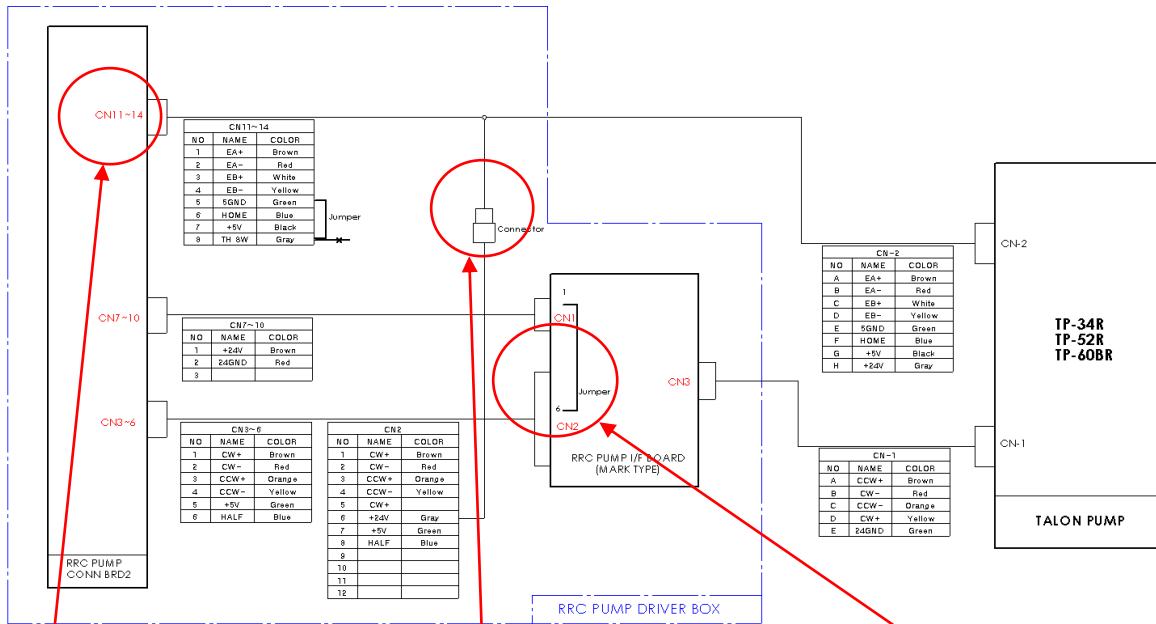 CN11~14
CN11~14
NO NAME COLOR
1 EA+ Brown
2 EA- Red
3 EB+ White
4 EB- Yellow
5 5GND Green
6 HOME Blue
7 +5V Black
8 TH SW Gray
Jumper
Connector
CN-2
CN-2
NO NAME COLOR
A EA+ Brown
B EA- Red
C EB+ White
D EB- Yellow
E 5GND Green
F HOME Blue
G +5V Black
H +24V Gray
CN7~10
CN7~10
NO NAME COLOR
1 +24V Brown
2 24GND Red
3
1
CN1
Jumper
6
CN2
CN3
RRC PUMP I/F BOARD
(MARK TYPE)
TP-34R
TP-52R
TP-60BR
CN3~6
CN3~6
NO NAME COLOR
1 CW+ Brown
2 CW- Red
3 CCW+ Orange
4 CCW- Yellow
5 +5V Green
6 HALF Blue
CN2
NO NAME COLOR
1 CW+ Brown
2 CW- Red
3 CCW+ Orange
4 CCW- Yellow
5 CW+
6 +24V Gray
7 +5V Green
8 HALF Blue
9
10
11
12
CN-1
CN-1
NO NAME COLOR
A CCW+ Brown
B CW- Red
C CCW- Orange
D CW+ Yellow
E 24GND Green
TALON PUMP
RRC PUMP
CONN BRD2
RRC PUMP DRIVER BOX